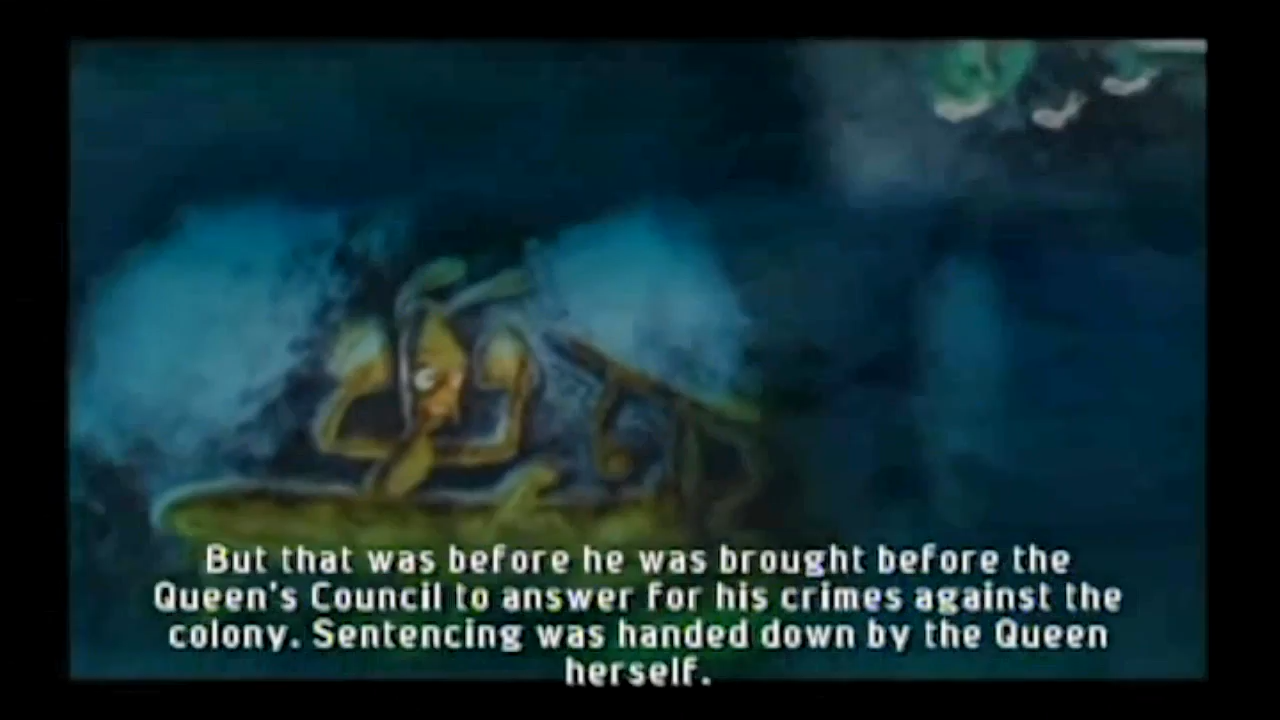 But that was before he was brought before the
Queen's Council to answer for his crimes against the
colony. Sentencing was handed down by the Queen
herself.